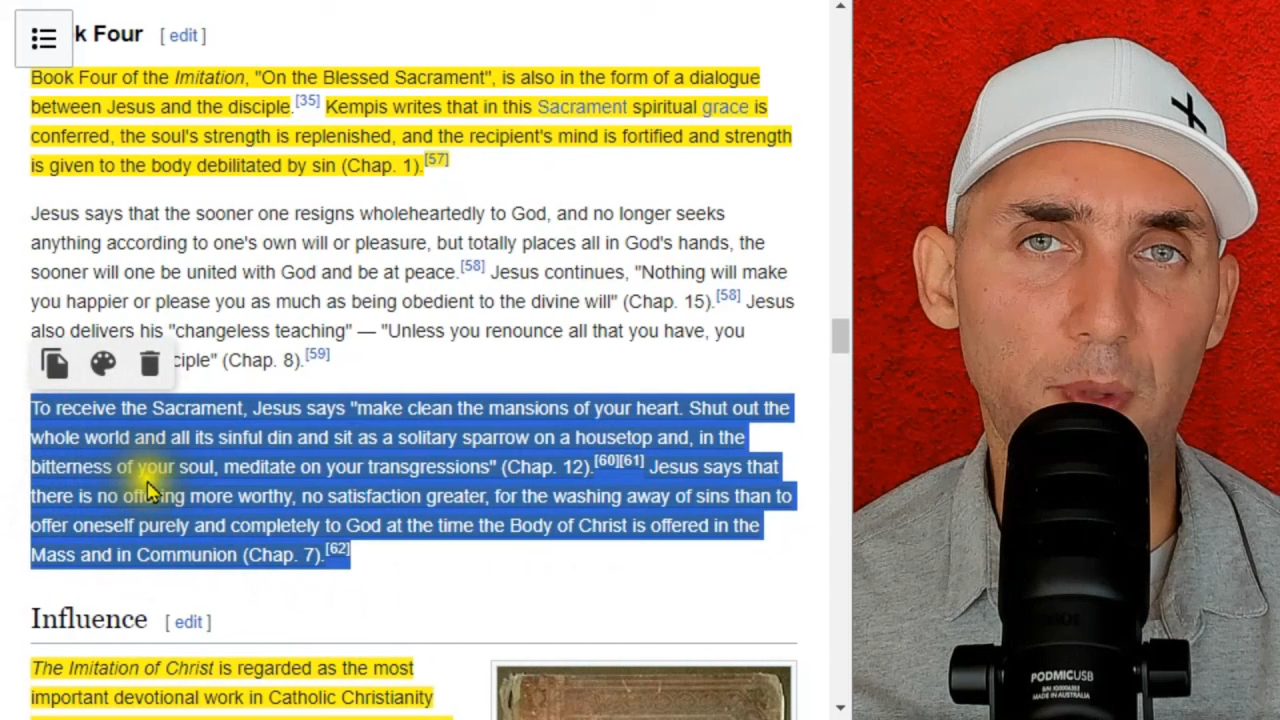 k Four [ edit ]
Book Four of the Imitation, "On the Blessed Sacrament", is also in the form of a dialogue
between Jesus and the disciple.[35] Kempis writes that in this Sacrament spiritual grace is
conferred, the soul's strength is replenished, and the recipient's mind is fortified and strength
is given to the body debilitated by sin (Chap. 1).[57]
Jesus says that the sooner one resigns wholeheartedly to God, and no longer seeks
anything according to one's own will or pleasure, but totally places all in God's hands, the
sooner will one be united with God and be at peace.[58] Jesus continues, "Nothing will make
you happier or please you as much as being obedient to the divine will" (Chap. 15).[58] Jesus
also delivers his "changeless teaching" — "Unless you renounce all that you have, you
ciple" (Chap. 8).[59]
To receive the Sacrament, Jesus says "make clean the mansions of your heart. Shut out the
whole world and all its sinful din and sit as a solitary sparrow on a housetop and, in the
bitterness of your soul, meditate on your transgressions" (Chap. 12).[60][61] Jesus says that
there is no offering more worthy, no satisfaction greater, for the washing away of sins than to
offer oneself purely and completely to God at the time the Body of Christ is offered in the
Mass and in Communion (Chap. 7).[62]
Influence [ edit ]
The Imitation of Christ is regarded as the most
important devotional work in Catholic Christianity
PODMICUSB
MADE IN AUSTRALIA